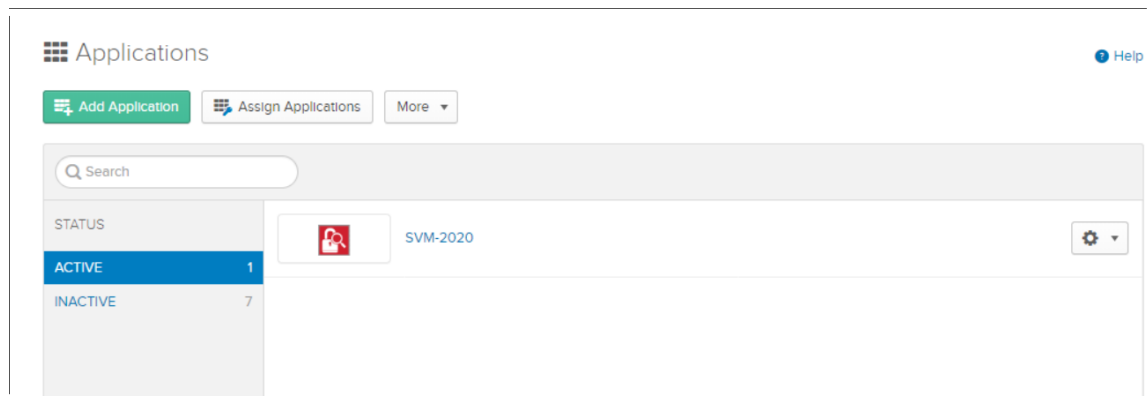 Applications
Help
Add Application
Assign Applications
More
Search
STATUS
SVM-2020
ACTIVE 1
INACTIVE 7